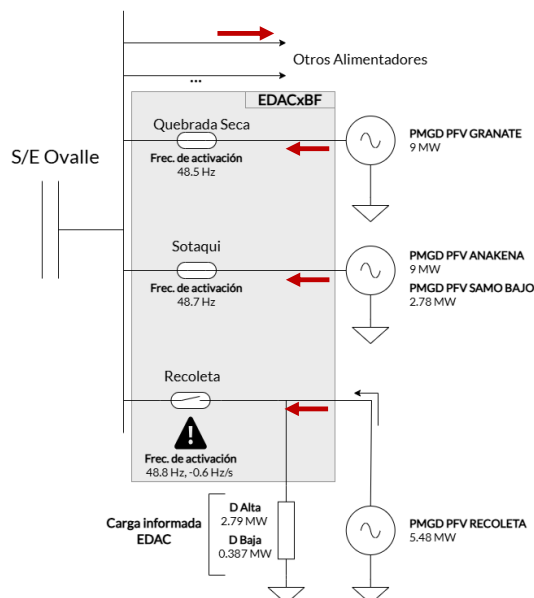 Otros Alimentadores
...
EDACxBF
Quebrada Seca
Frec. de activación
48.5 Hz
PMGD PFV GRANATE
9 MW
S/E Ovalle
Sotaqui
Frec. de activación
48.7 Hz
PMGD PFV ANAKENA
9 MW
PMGD PFV SAMO BAJO
2.78 MW
Recoleta
Frec. de activación
48.8 Hz, -0.6 Hz/s
Carga informada
EDAC
D Alta
2.79 MW
D Baja
0.387 MW
PMGD PFV RECOLETA
5.48 MW